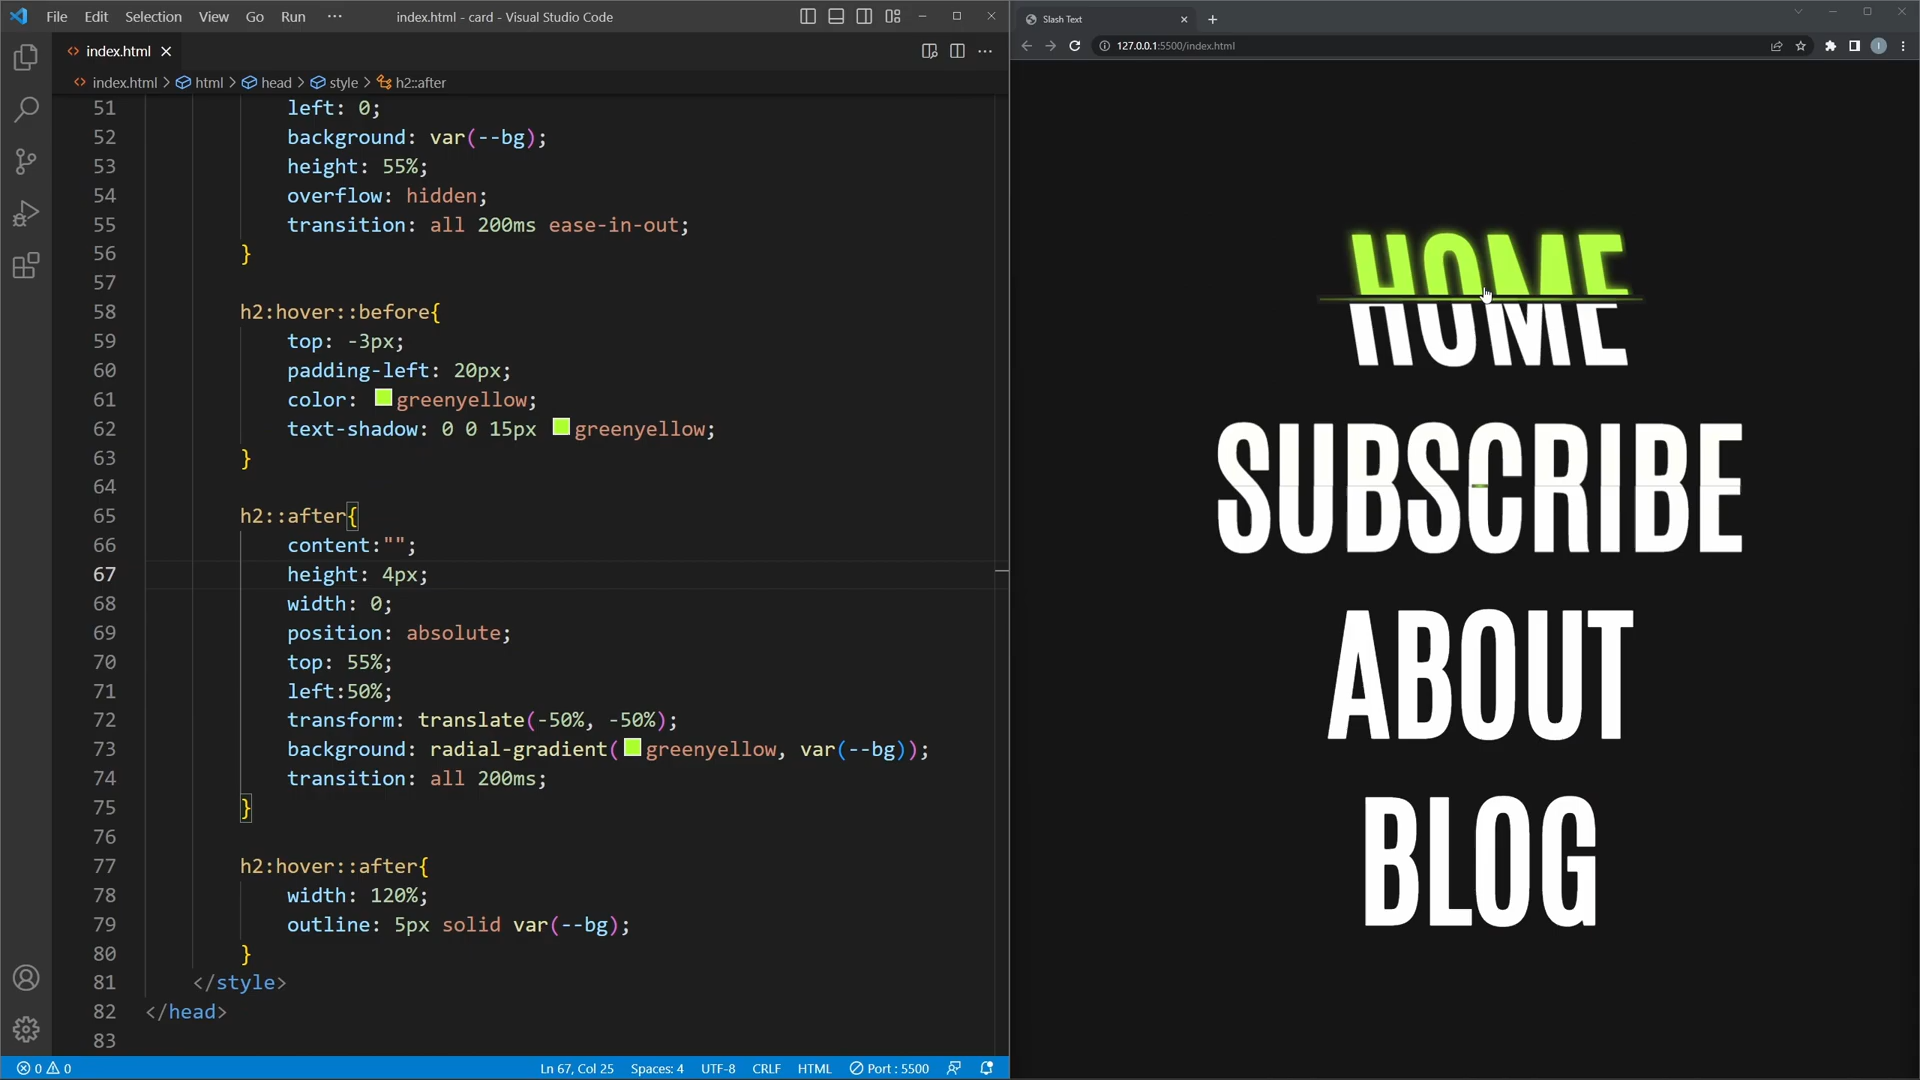 File Edit Selection View Go Run ··· index.html - card - Visual Studio Code
index.html
index.html > html > head > style > h2::after
51 left: 0;
52 background: var(--bg);
53 height: 55%;
54 overflow: hidden;
55 transition: all 200ms ease-in-out;
56 }
57
58 h2:hover::before{
59 top: -3px;
60 padding-left: 20px;
61 color: greenyellow;
62 text-shadow: 0 0 15px greenyellow;
63 }
64
65 h2::after{
66 content:"";
67 height: 4px;
68 width: 0;
69 position: absolute;
70 top: 55%;
71 left:50%;
72 transform: translate(-50%, -50%);
73 background: radial-gradient(greenyellow, var(--bg));
74 transition: all 200ms;
75 }
76
77 h2:hover::after{
78 width: 120%;
79 outline: 5px solid var(--bg);
80 }
81 </style>
82 </head>
83
0 0 Ln 67, Col 25 Spaces: 4 UTF-8 CRLF HTML Port : 5500
Slash Text
127.0.0.1:5500/index.html
I
HOME
SUBSCRIBE
ABOUT
BLOG